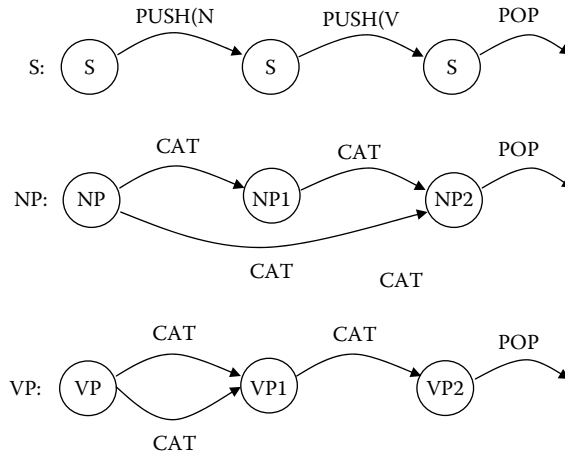 PUSH(N PUSH(V POP
S: S S S
CAT CAT POP
NP: NP NP1 NP2
CAT CAT
CAT CAT POP
VP: VP VP1 VP2
CAT